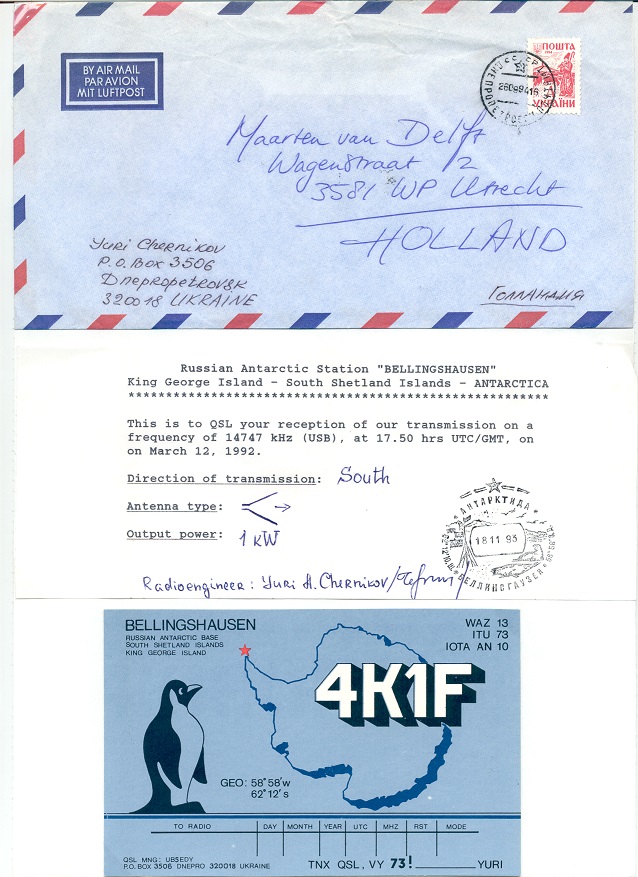 BY AIR MAIL
PAR AVION
MIT LUFTPOST
ПОШТА
УКРАЇНИ
26089416
Maarten van Delft
Wagenstraat 2
3581 WP Utrecht
HOLLAND
Yuri Chernikov
P.O. Box 3506
Dnepropetrovsk
320018 UKRAINE
Голландия
Russian Antarctic Station "BELLINGSHAUSEN"
King George Island - South Shetland Islands - ANTARCTICA
******************************************************
This is to QSL your reception of our transmission on a
frequency of 14747 kHz (USB), at 17.50 hrs UTC/GMT, on
on March 12, 1992.
Direction of transmission: South
Antenna type:
Output power: 1 kW
АНТАРКТИДА
18 11 93
БЕЛЛИНСГАУЗЕН
Radioengineer: Yuri A. Chernikov
BELLINGSHAUSEN
RUSSIAN ANTARCTIC BASE
SOUTH SHETLAND ISLANDS
KING GEORGE ISLAND
WAZ 13
ITU 73
IOTA AN 10
4K1F
GEO: 58°58'W
62°12'S
TO RADIO DAY MONTH YEAR UTC MHZ RST MODE
QSL MNG: UB5EDY
P.O. BOX 3506 DNEPRO 320018 UKRAINE
TNX QSL, VY 73! YURI